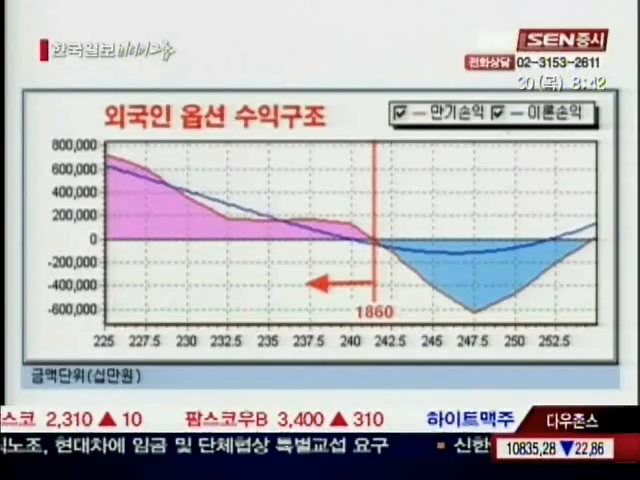 한국일보
SEN증시
전화상담 02-3153-2611
30(목) 8:42
외국인 옵션 수익구조
만기손익 이론손익
800,000
600,000
400,000
200,000
0
-200,000
-400,000
-600,000
1860
225 227.5 230 232.5 235 237.5 240 242.5 245 247.5 250 252.5
금액단위(십만원)
스코 2,310 ▲ 10 팜스코우B 3,400 ▲ 310 하이트맥주 다우존스
노조, 현대차에 임금 및 단체협상 특별교섭 요구 신한 10835,28 ▼ 22,86